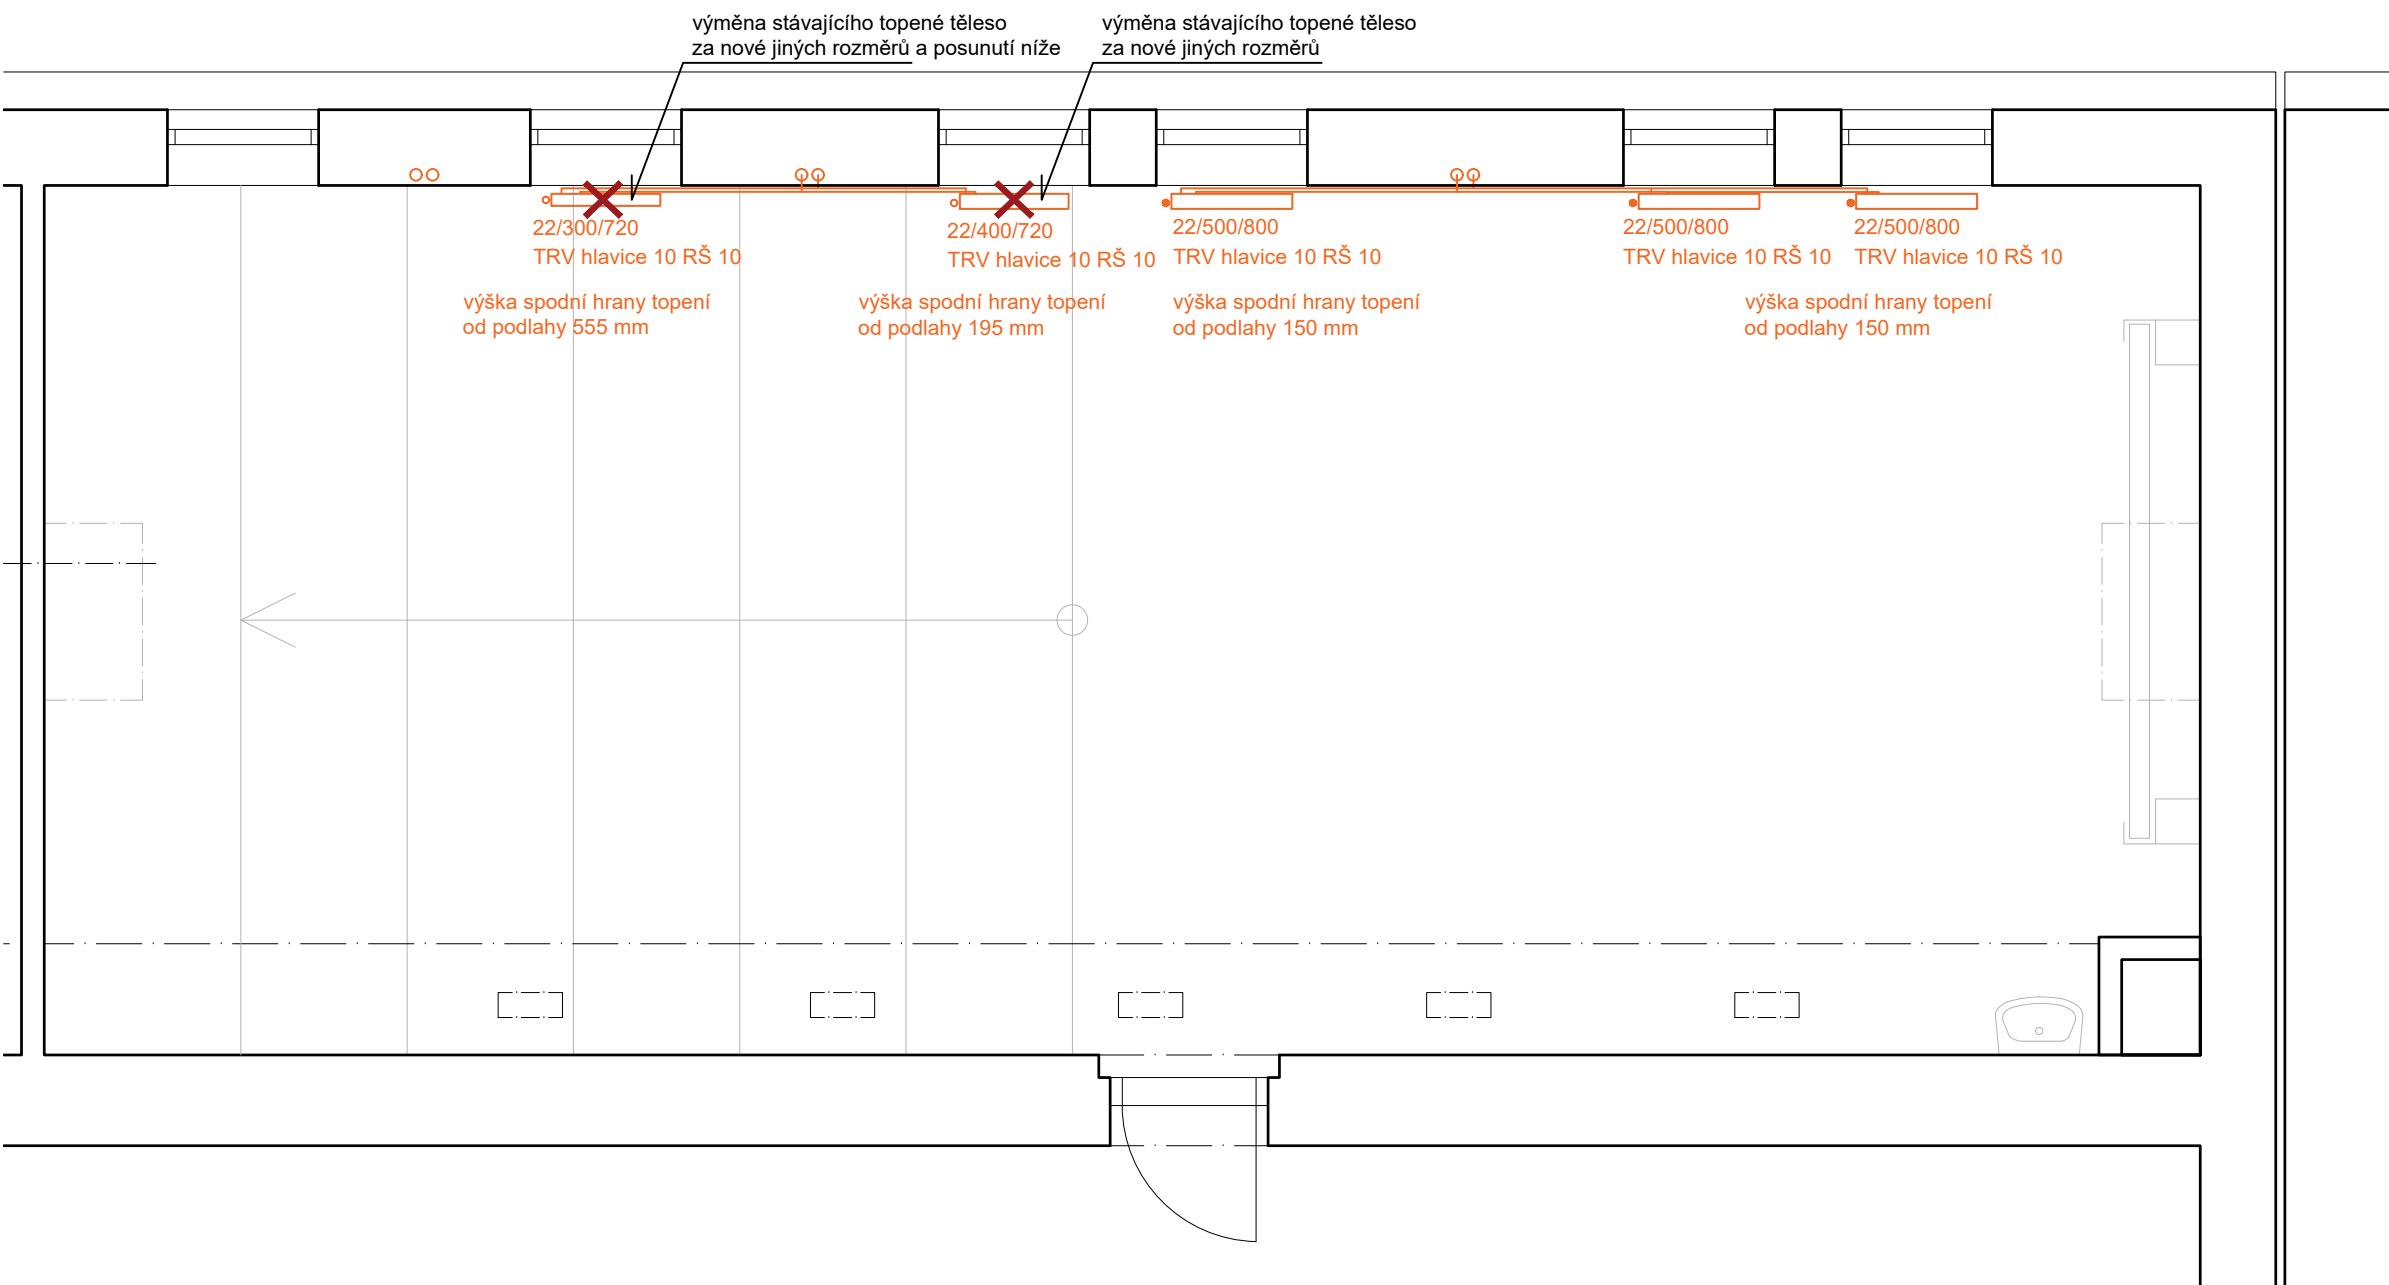 výměna stávajícího topené těleso
za nové jiných rozměrů a posunutí níže
výměna stávajícího topené těleso
za nové jiných rozměrů
22/300/720
TRV hlavice 10 RŠ 10
výška spodní hrany topení
od podlahy 555 mm
22/400/720
TRV hlavice 10 RŠ 10
výška spodní hrany topení
od podlahy 195 mm
22/500/800
TRV hlavice 10 RŠ 10
výška spodní hrany topení
od podlahy 150 mm
22/500/800
TRV hlavice 10 RŠ 10
22/500/800
TRV hlavice 10 RŠ 10
výška spodní hrany topení
od podlahy 150 mm